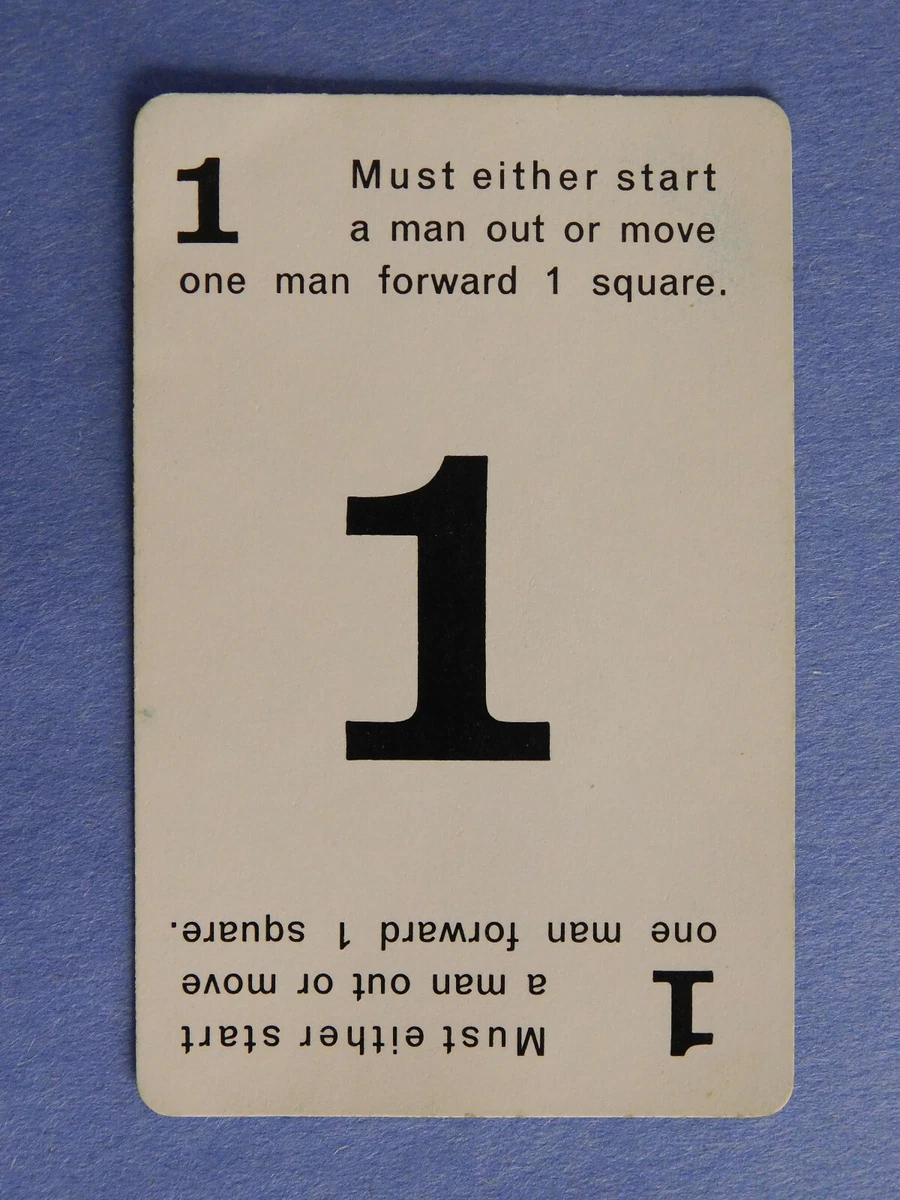 1
Must either start
a man out or move
one man forward 1 square.
1
1
Must either start
a man out or move
one man forward 1 square.